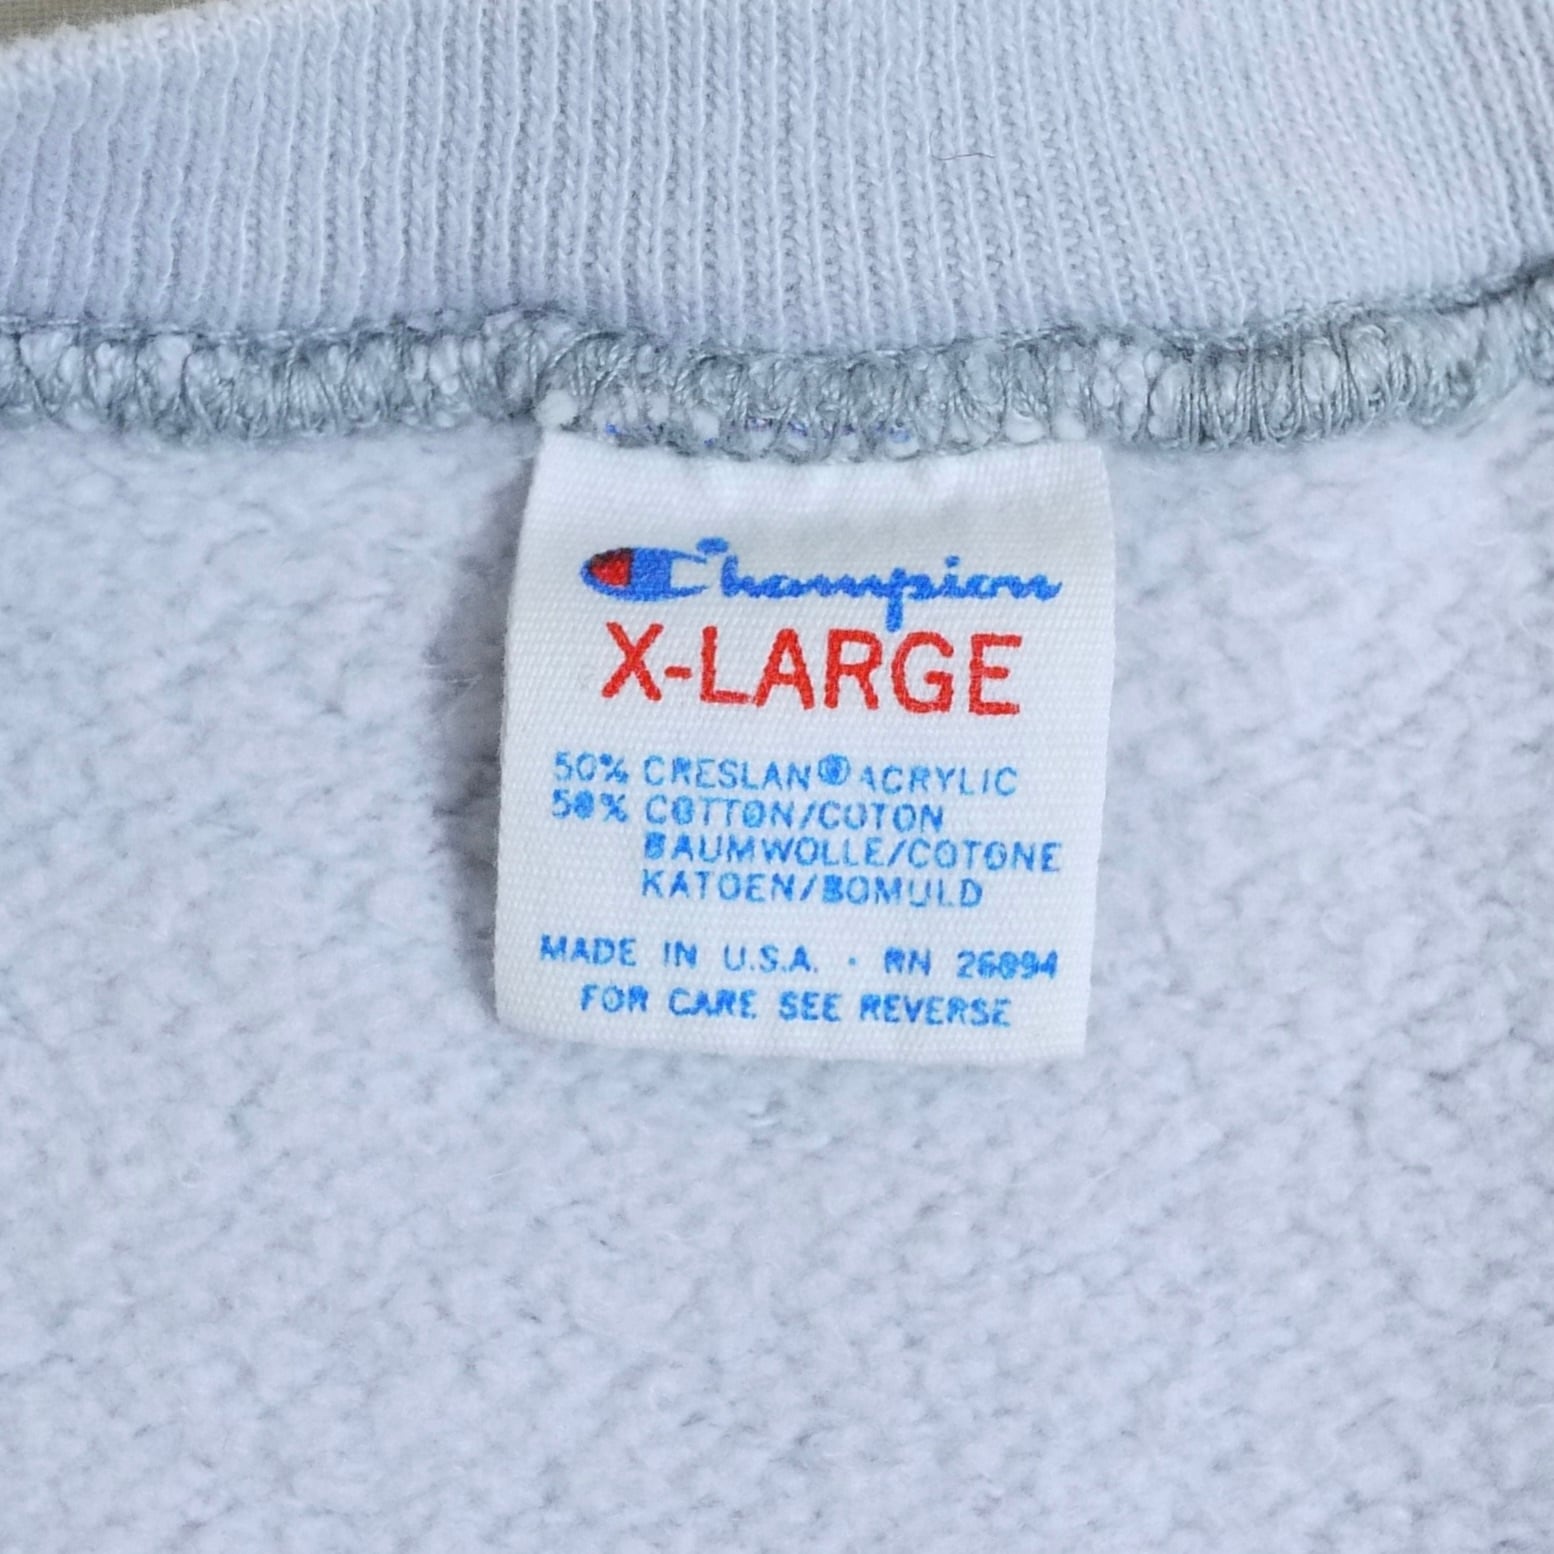 Champion
X-LARGE
50% CRESLAN® ACRYLIC
50% COTTON/COTON
BAUMWOLLE/COTONE
KATOEN/BOMULD
MADE IN U.S.A. · RN 26094
FOR CARE SEE REVERSE